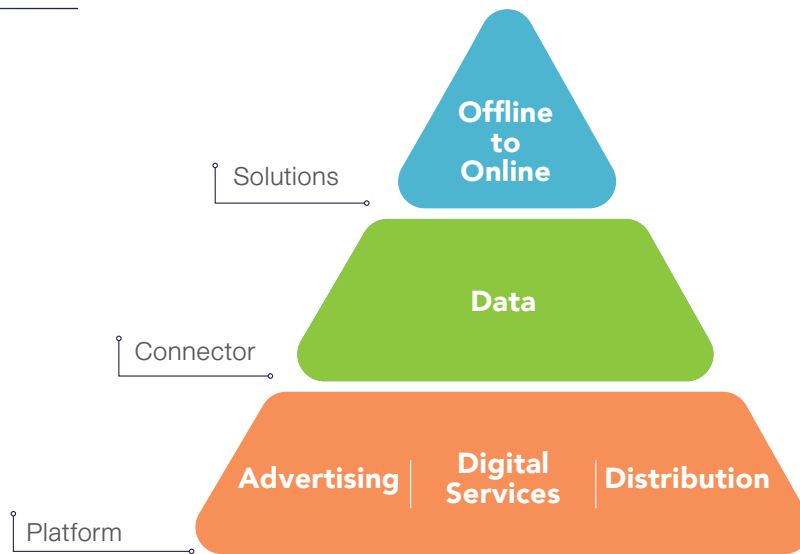 Offline
to
Online
Solutions
Data
Connector
Advertising
Digital
Services
Distribution
Platform